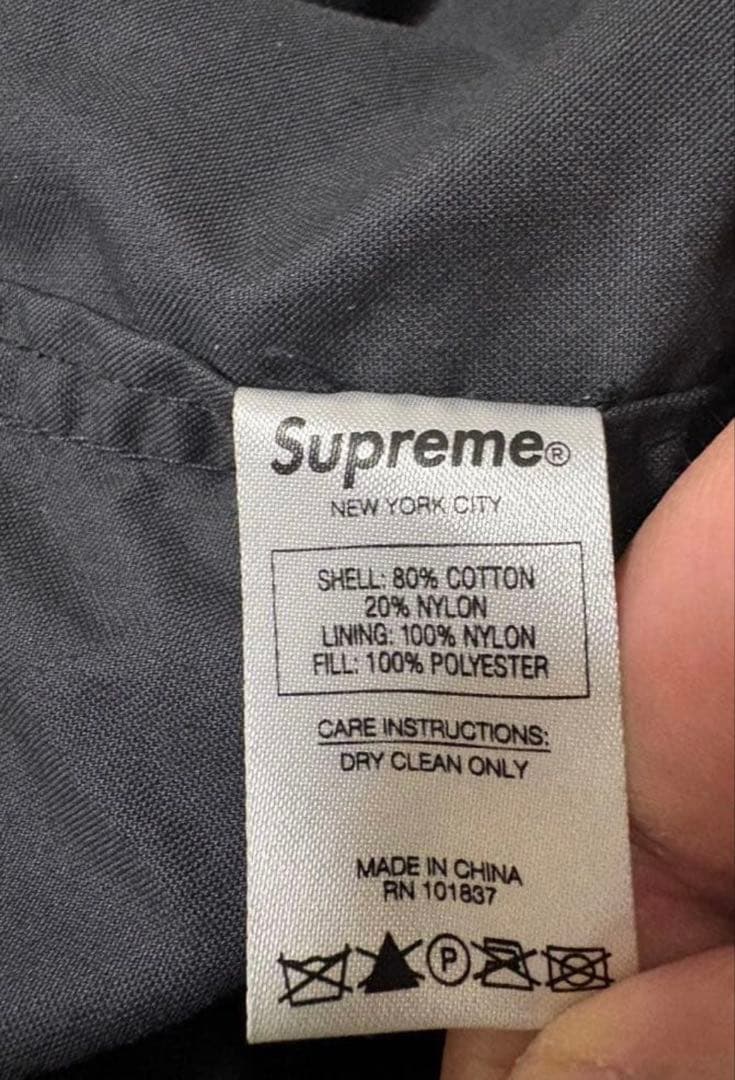 Supreme®
NEW YORK CITY
SHELL: 80% COTTON
20% NYLON
LINING: 100% NYLON
FILL: 100% POLYESTER
CARE INSTRUCTIONS:
DRY CLEAN ONLY
MADE IN CHINA
RN 101837
P